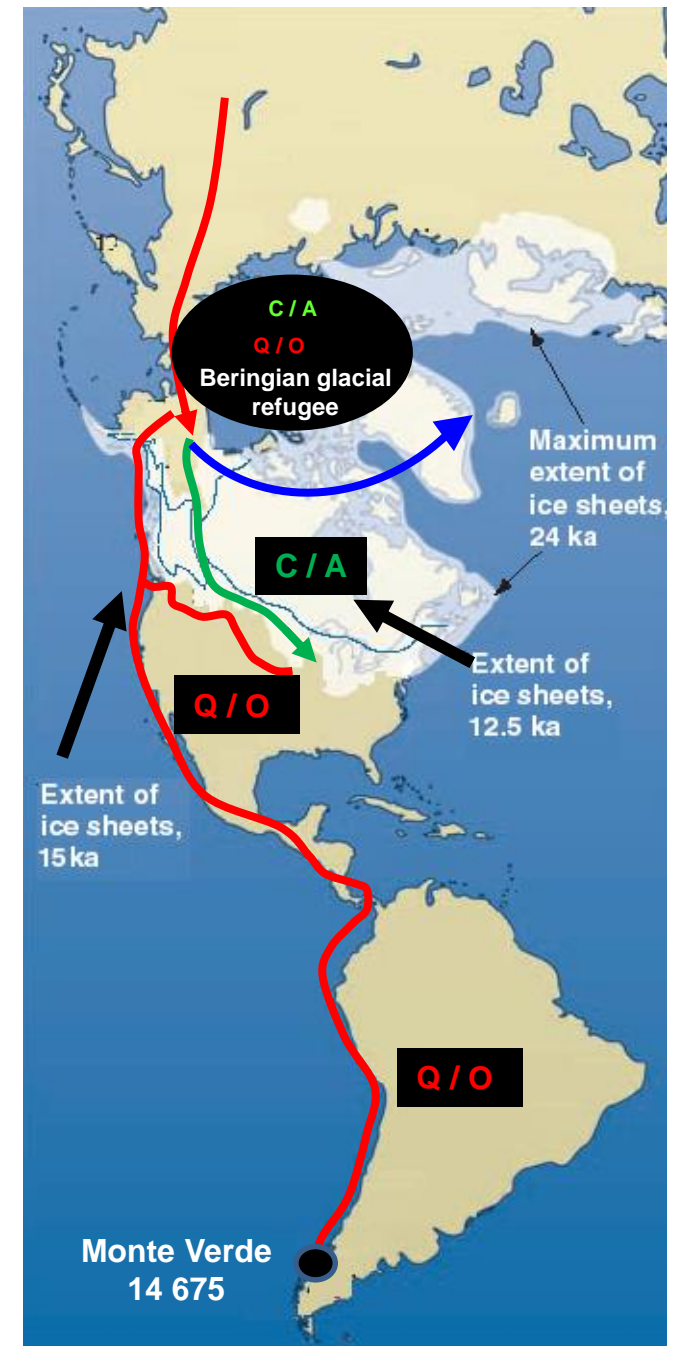 C / A
Q / O
Beringian glacial
refugee
Maximum
extent of
ice sheets,
24 ka
C / A
Extent of
ice sheets,
12.5 ka
Q / O
Extent of
ice sheets,
15 ka
Q / O
Monte Verde
14 675